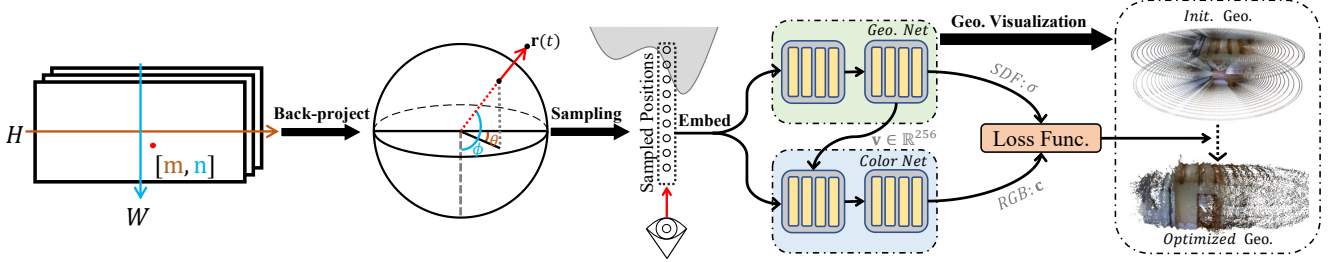 H
W
[m, n]
Back-project
r(t)
θ
ϕ
Sampling
Sampled Positions
Embed
Geo. Net
v ∈ ℝ²⁵⁶
Color Net
Geo. Visualization
SDF: σ
RGB: c
Loss Func.
Init. Geo.
Optimized Geo.